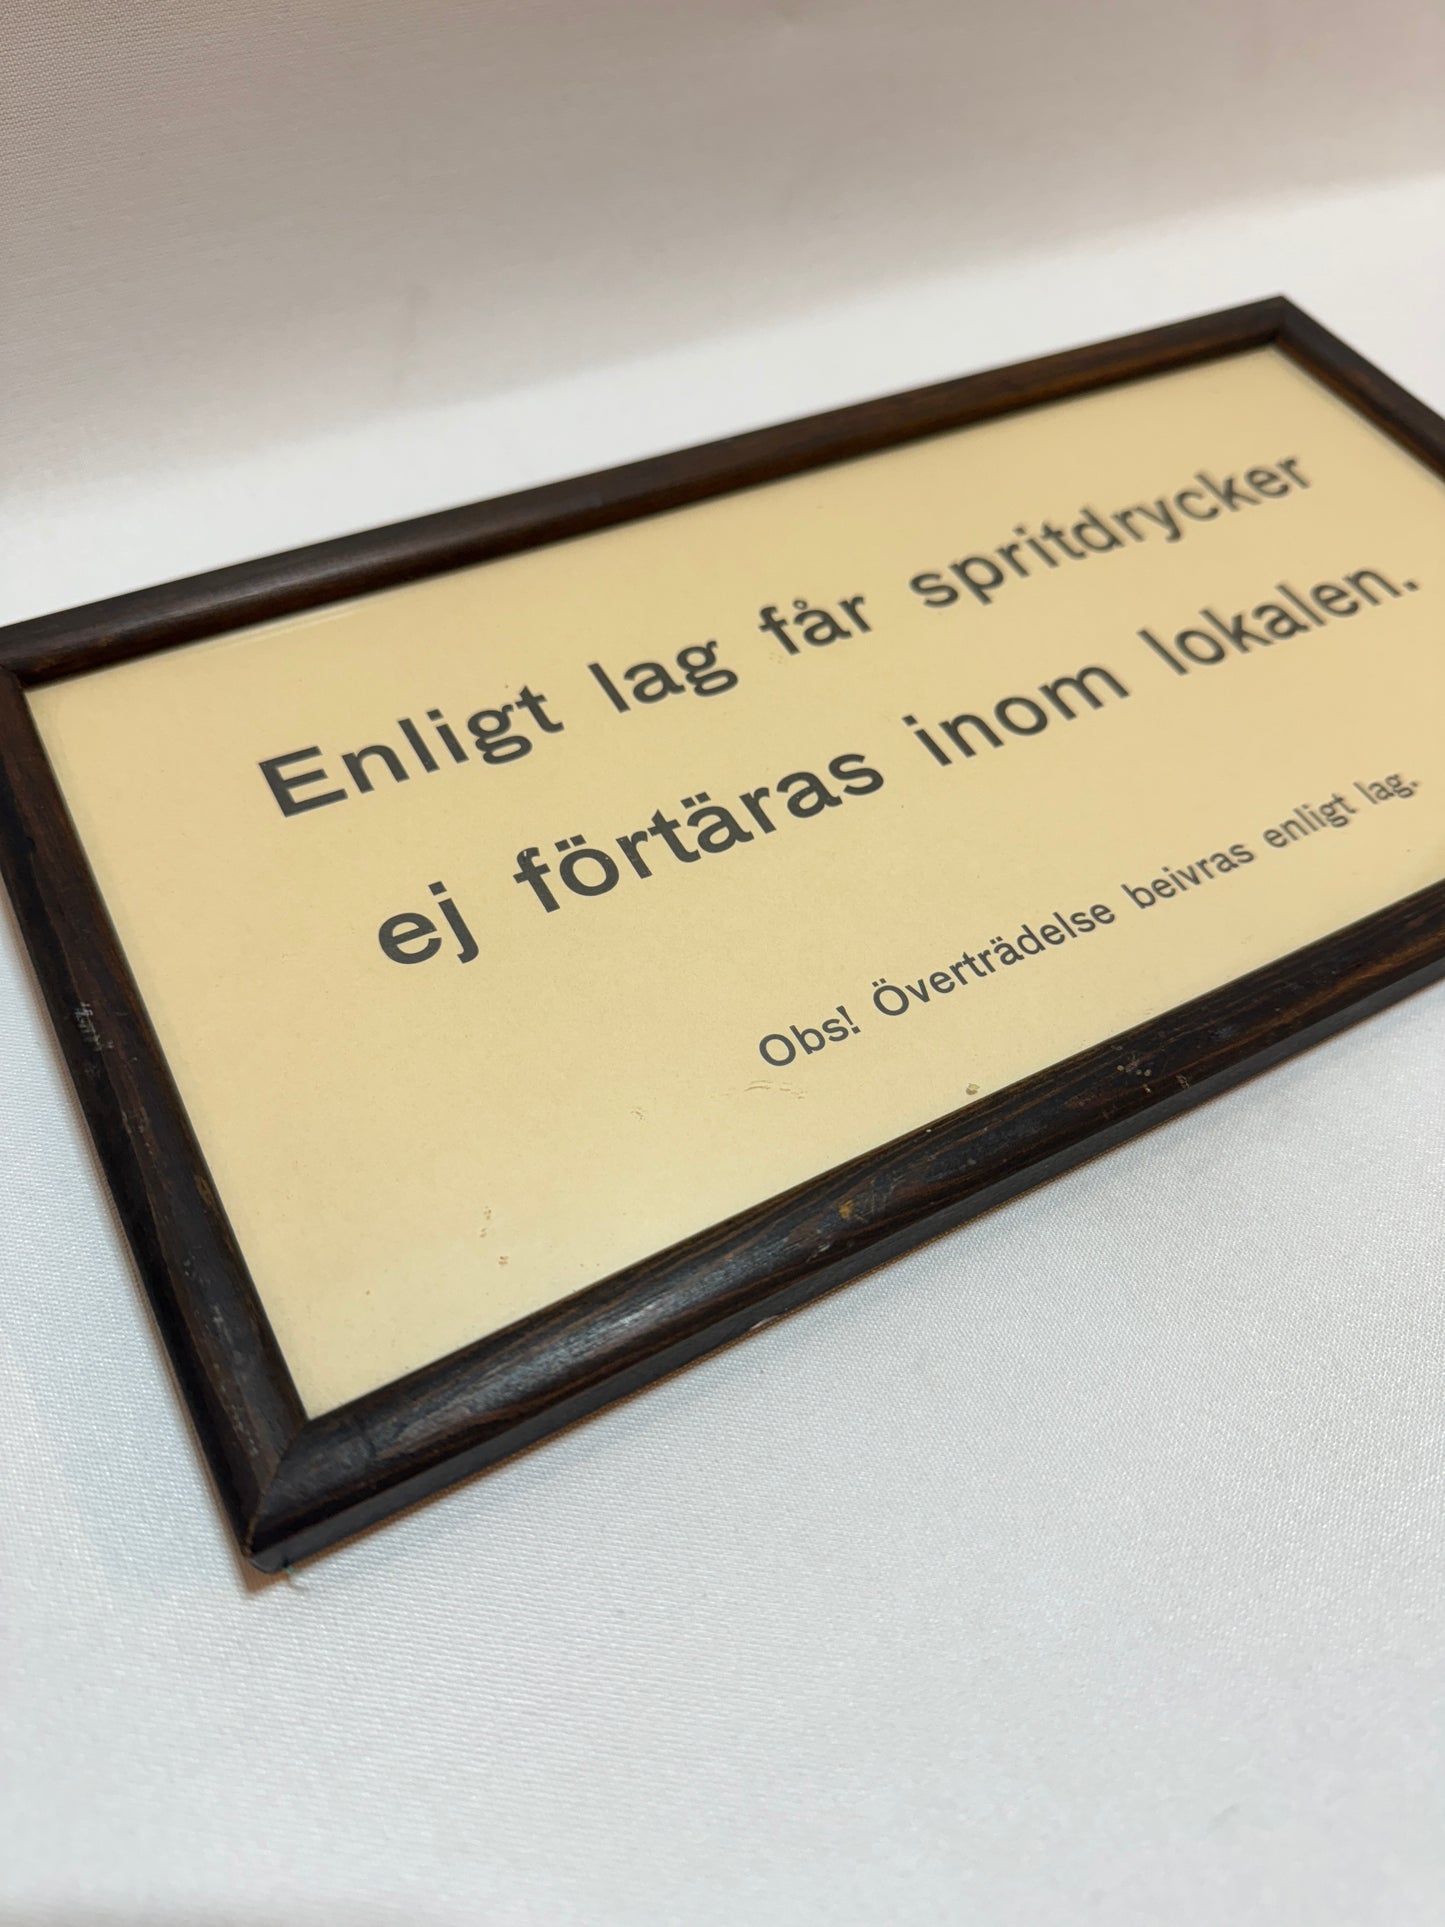 Enligt lag får spritdrycker
ej förtäras inom lokalen.
Obs! Överträdelse beivras enligt lag.